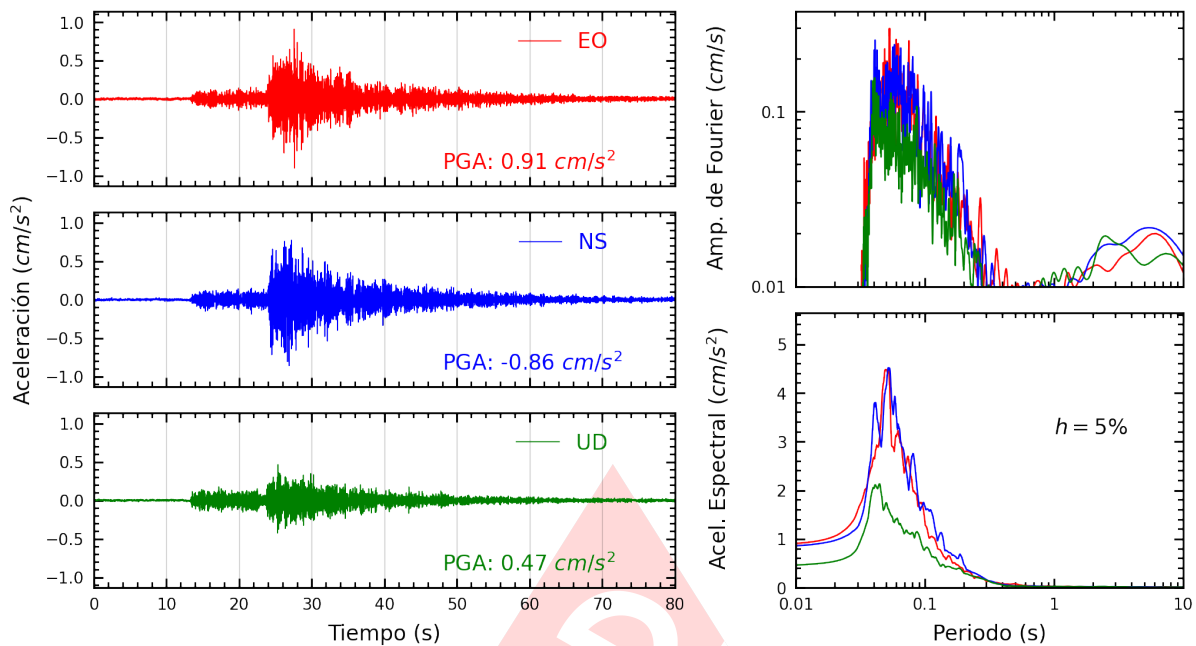 Aceleración (cm/s²)
1.0
0.5
0.0
−0.5
−1.0
EO
PGA: 0.91 cm/s²
1.0
0.5
0.0
−0.5
−1.0
NS
PGA: -0.86 cm/s²
1.0
0.5
0.0
−0.5
−1.0
UD
PGA: 0.47 cm/s²
0 10 20 30 40 50 60 70 80
Tiempo (s)
Amp. de Fourier (cm/s)
0.1
0.01
Acel. Espectral (cm/s²)
5
4
3
2
1
0
h = 5%
0.01 0.1 1 10
Periodo (s)